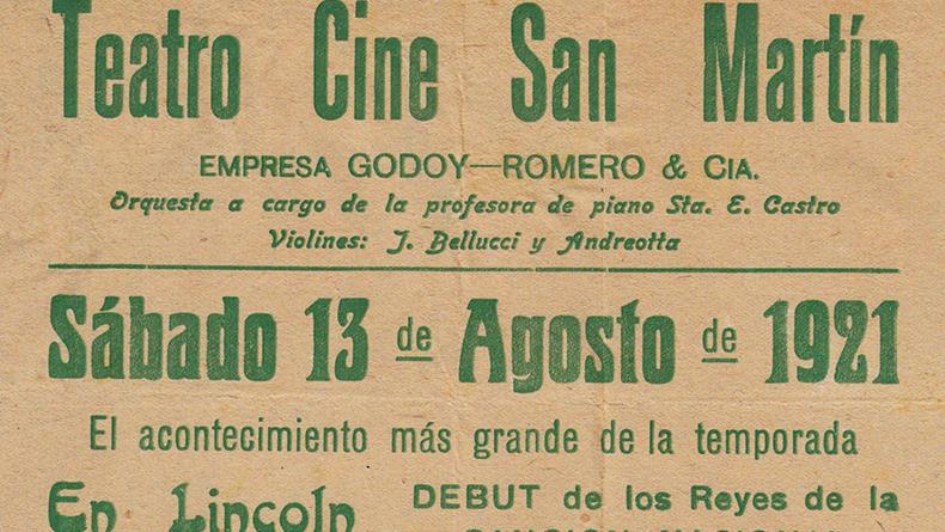 Teatro Cine San Martín
EMPRESA GODOY—ROMERO & CIA.
Orquesta a cargo de la profesora de piano Sta. E. Castro
Violines: J. Bellucci y Andreotta
Sábado 13 de Agosto de 1921
El acontecimiento más grande de la temporada
En Lincoln
DEBUT de los Reyes de la